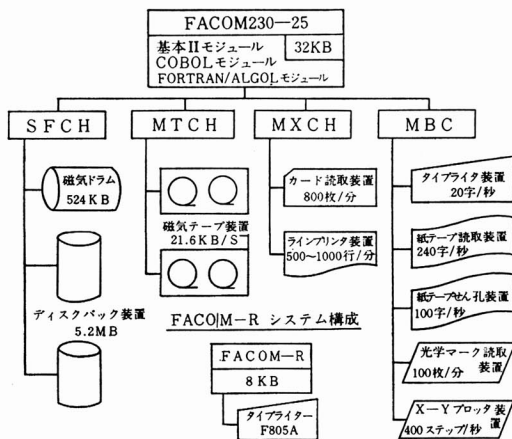 FACOM230—25
基本Ⅱモジュール
32KB
COBOLモジュール
FORTRAN/ALGOLモジュール
SFCH
MTCH
MXCH
MBC
磁気ドラム
524KB
ディスクパック装置
5.2MB
磁気テープ装置
21.6KB/S
カード読取装置
800枚/分
ラインプリンタ装置
500~1000行/分
タイプライタ装置
20字/秒
紙テープ読取装置
240字/秒
紙テープせん孔装置
100字/秒
光学マーク読取
100枚/分 装置
X—Yプロッタ装置
400ステップ/秒
FACOM—R システム構成
FACOM—R
8KB
タイプライター
F805A